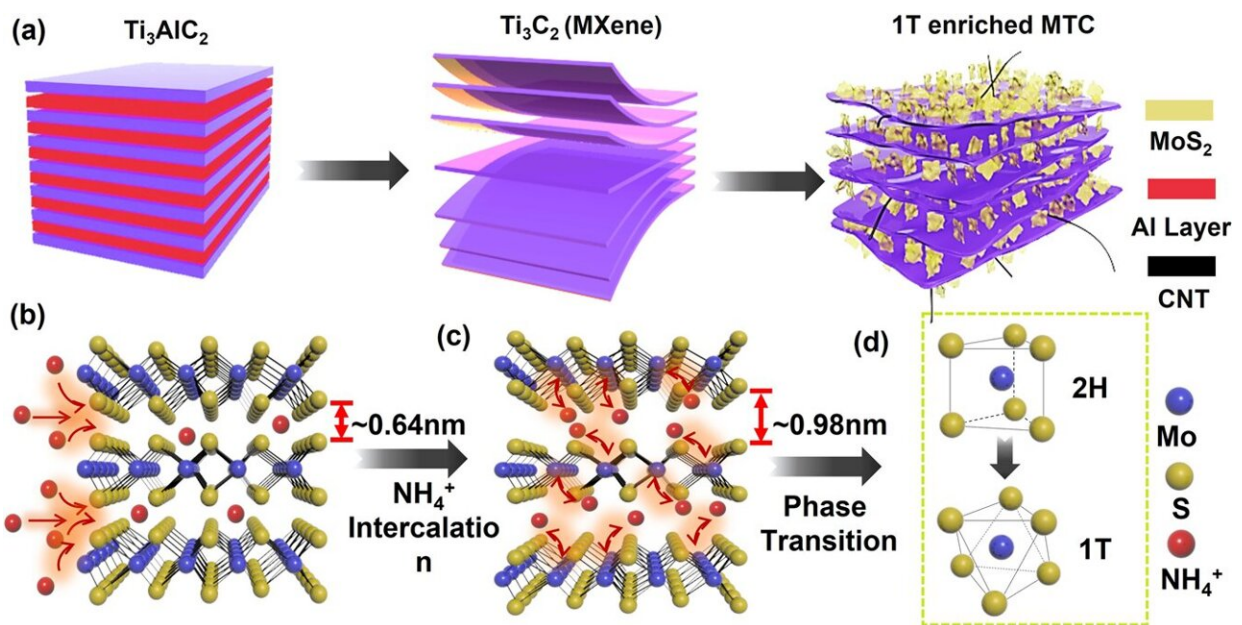 (a)
Ti₃AlC₂
Ti₃C₂ (MXene)
1T enriched MTC
MoS₂
Al Layer
CNT
(b)
~0.64nm
NH₄⁺
Intercalatio
n
(c)
~0.98nm
Phase
Transition
(d)
2H
1T
Mo
S
NH₄⁺